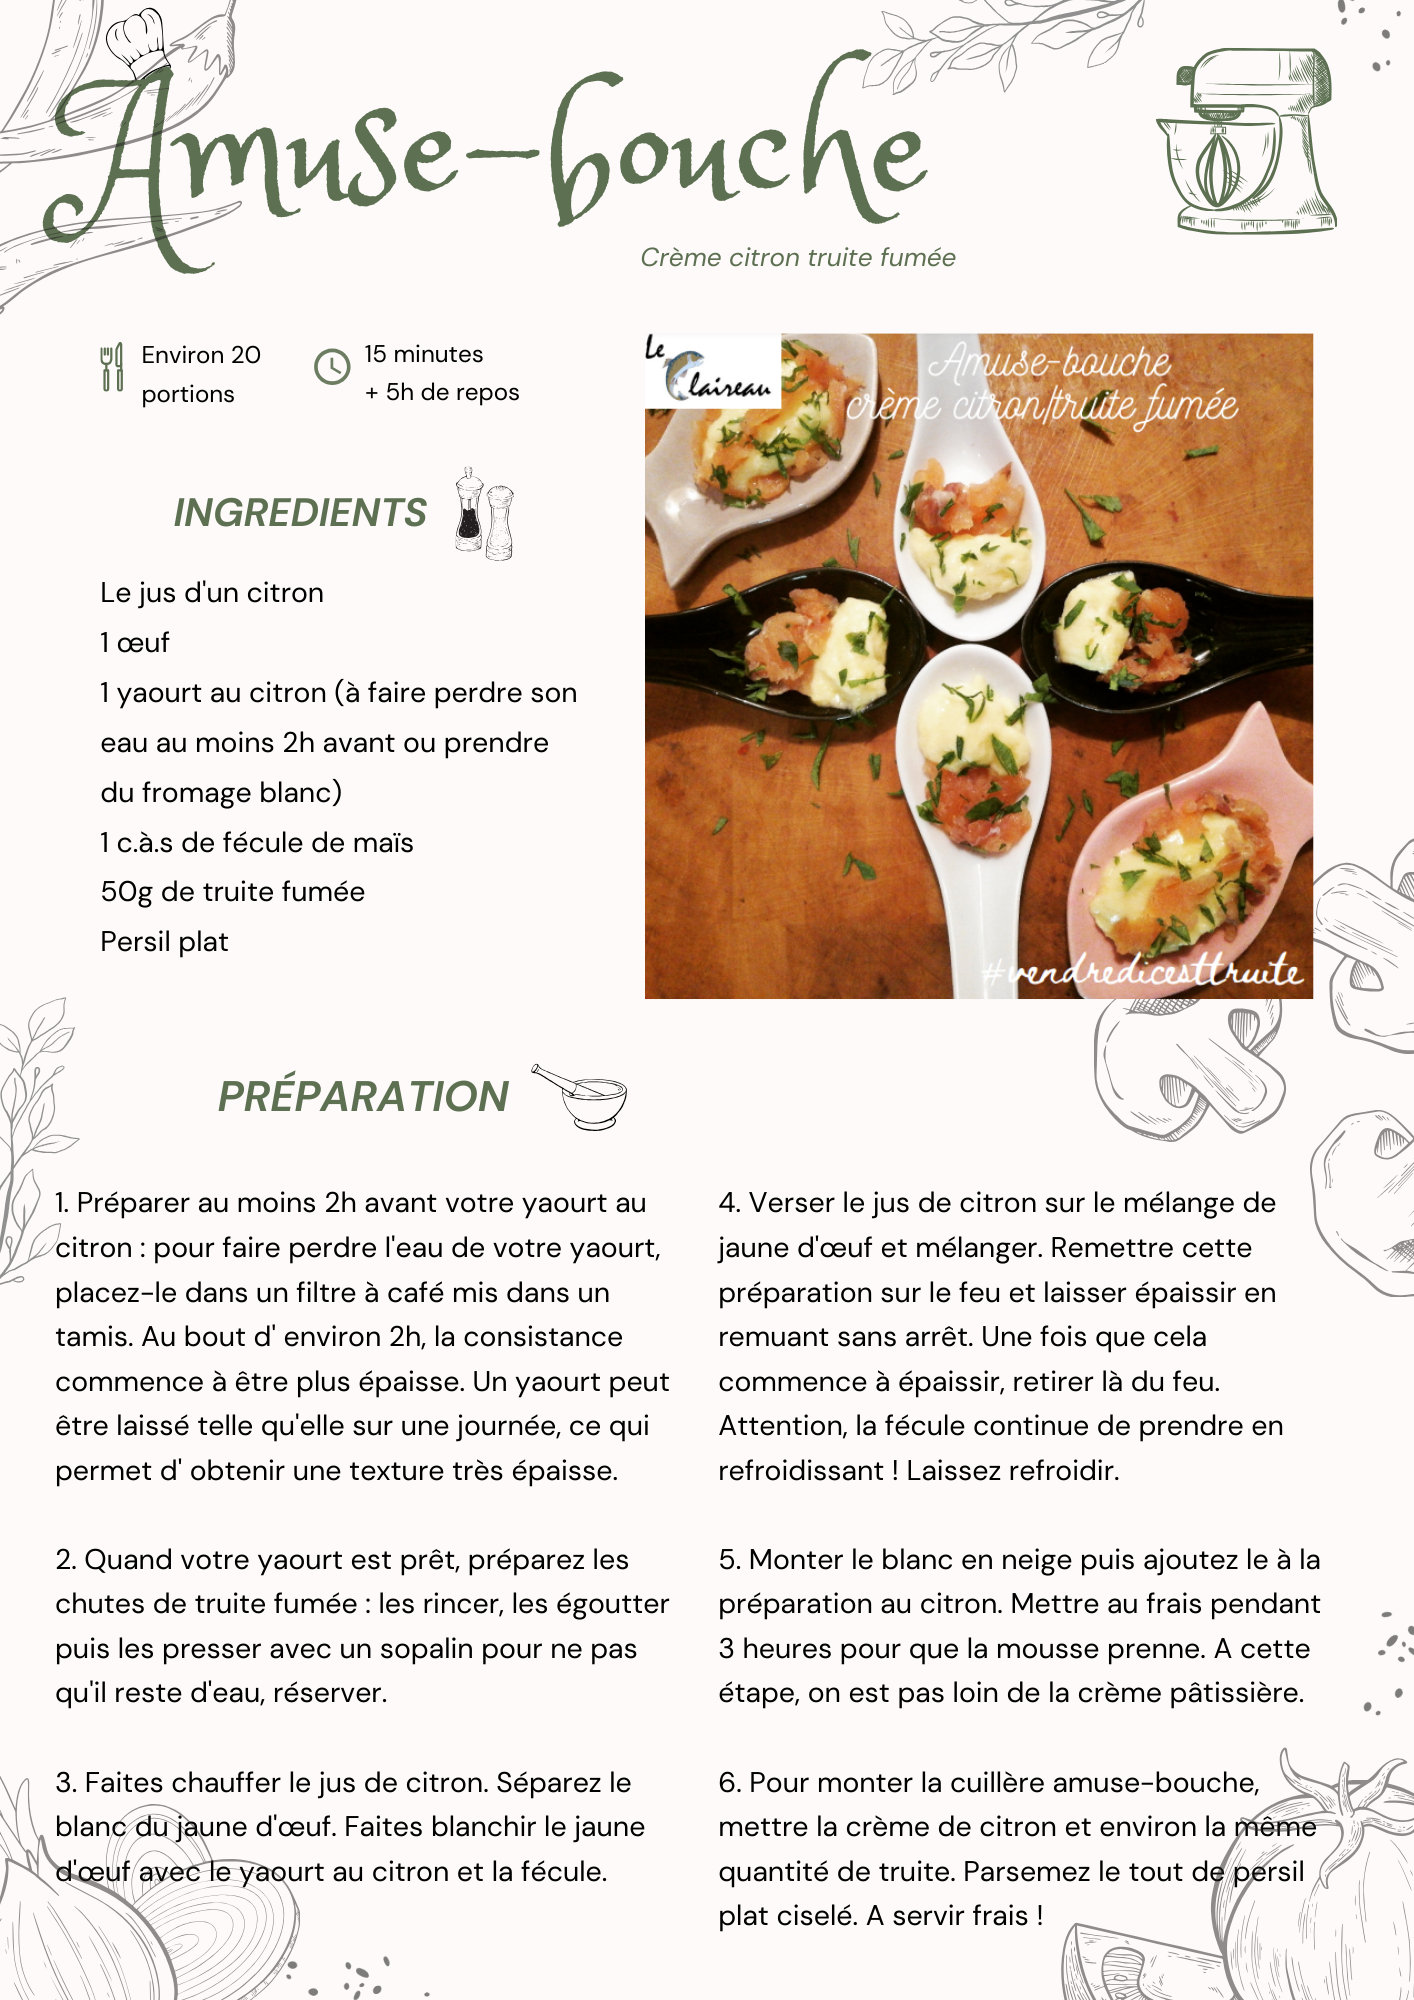 Amuse-bouche
Crème citron truite fumée
Environ 20
portions
15 minutes
+ 5h de repos
INGREDIENTS
Le jus d'un citron
1 œuf
1 yaourt au citron (à faire perdre son
eau au moins 2h avant ou prendre
du fromage blanc)
1 c.à.s de fécule de maïs
50g de truite fumée
Persil plat
Le
Claireau
Amuse-bouche
crème citron/truite fumée
#vendredicesttruite
PRÉPARATION
1. Préparer au moins 2h avant votre yaourt au
citron : pour faire perdre l'eau de votre yaourt,
placez-le dans un filtre à café mis dans un
tamis. Au bout d' environ 2h, la consistance
commence à être plus épaisse. Un yaourt peut
être laissé telle qu'elle sur une journée, ce qui
permet d' obtenir une texture très épaisse.
2. Quand votre yaourt est prêt, préparez les
chutes de truite fumée : les rincer, les égoutter
puis les presser avec un sopalin pour ne pas
qu'il reste d'eau, réserver.
3. Faites chauffer le jus de citron. Séparez le
blanc du jaune d'œuf. Faites blanchir le jaune
d'œuf avec le yaourt au citron et la fécule.
4. Verser le jus de citron sur le mélange de
jaune d'œuf et mélanger. Remettre cette
préparation sur le feu et laisser épaissir en
remuant sans arrêt. Une fois que cela
commence à épaissir, retirer là du feu.
Attention, la fécule continue de prendre en
refroidissant ! Laissez refroidir.
5. Monter le blanc en neige puis ajoutez le à la
préparation au citron. Mettre au frais pendant
3 heures pour que la mousse prenne. A cette
étape, on est pas loin de la crème pâtissière.
6. Pour monter la cuillère amuse-bouche,
mettre la crème de citron et environ la même
quantité de truite. Parsemez le tout de persil
plat ciselé. A servir frais !